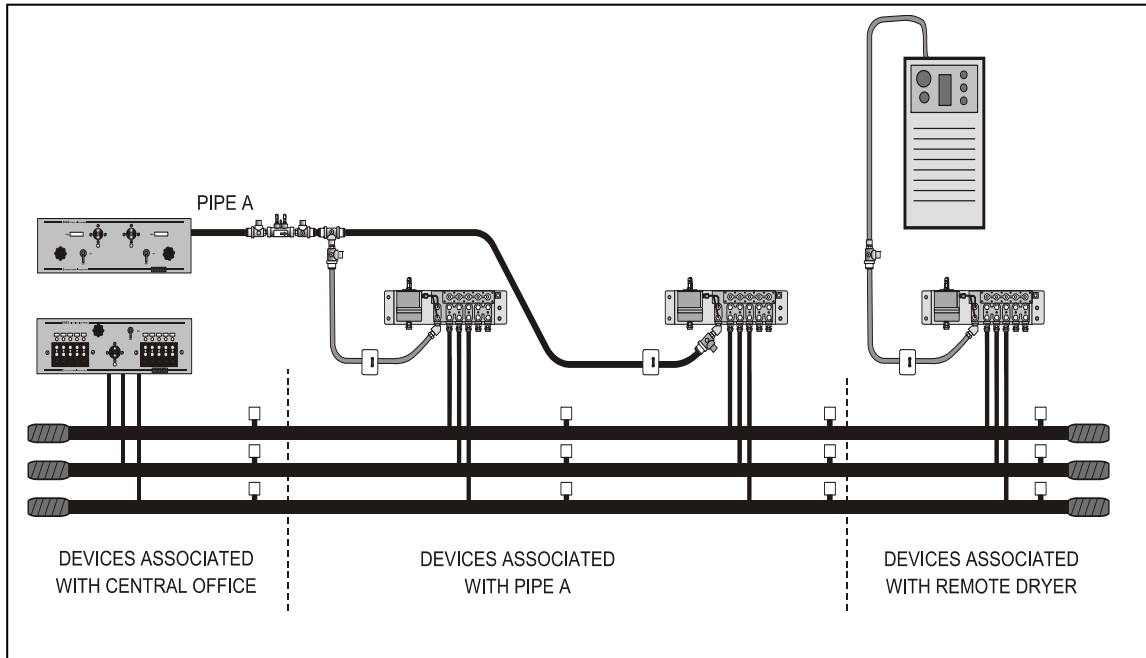 PIPE A
DEVICES ASSOCIATED
WITH CENTRAL OFFICE
DEVICES ASSOCIATED
WITH PIPE A
DEVICES ASSOCIATED
WITH REMOTE DRYER